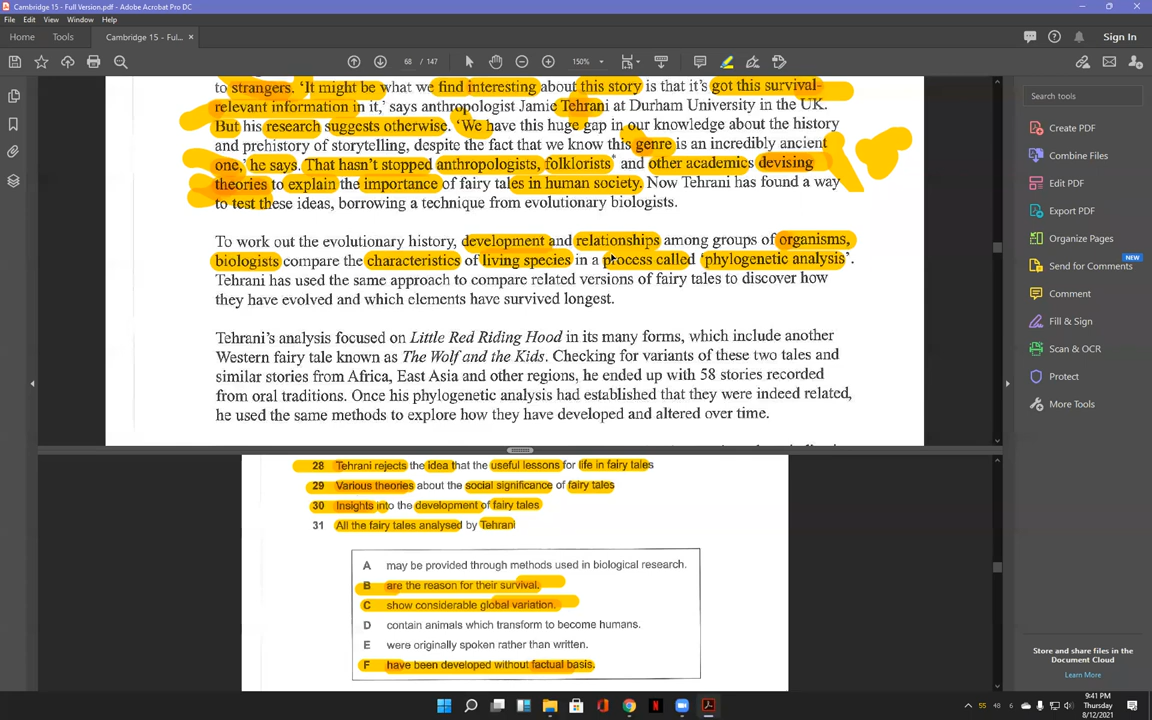 Cambridge 15 - Full Version.pdf - Adobe Acrobat Pro DC
File Edit View Window Help
Home Tools Cambridge 15 - Full... × Sign In
68 / 147 150%
to strangers. 'It might be what we find interesting about this story is that it's got this survival-
relevant information in it,' says anthropologist Jamie Tehrani at Durham University in the UK.
But his research suggests otherwise. 'We have this huge gap in our knowledge about the history
and prehistory of storytelling, despite the fact that we know this genre is an incredibly ancient
one,' he says. That hasn't stopped anthropologists, folklorists* and other academics devising
theories to explain the importance of fairy tales in human society. Now Tehrani has found a way
to test these ideas, borrowing a technique from evolutionary biologists.
To work out the evolutionary history, development and relationships among groups of organisms,
biologists compare the characteristics of living species in a process called 'phylogenetic analysis'.
Tehrani has used the same approach to compare related versions of fairy tales to discover how
they have evolved and which elements have survived longest.
Tehrani's analysis focused on Little Red Riding Hood in its many forms, which include another
Western fairy tale known as The Wolf and the Kids. Checking for variants of these two tales and
similar stories from Africa, East Asia and other regions, he ended up with 58 stories recorded
from oral traditions. Once his phylogenetic analysis had established that they were indeed related,
he used the same methods to explore how they have developed and altered over time.
28 Tehrani rejects the idea that the useful lessons for life in fairy tales
29 Various theories about the social significance of fairy tales
30 Insights into the development of fairy tales
31 All the fairy tales analysed by Tehrani
A may be provided through methods used in biological research.
B are the reason for their survival.
C show considerable global variation.
D contain animals which transform to become humans.
E were originally spoken rather than written.
F have been developed without factual basis.
Search tools
Create PDF
Combine Files
Edit PDF
Export PDF
Organize Pages
NEW
Send for Comments
Comment
Fill & Sign
Scan & OCR
Protect
More Tools
Store and share files in the
Document Cloud
Learn More
55 48 6
9:41 PM
Thursday
8/12/2021